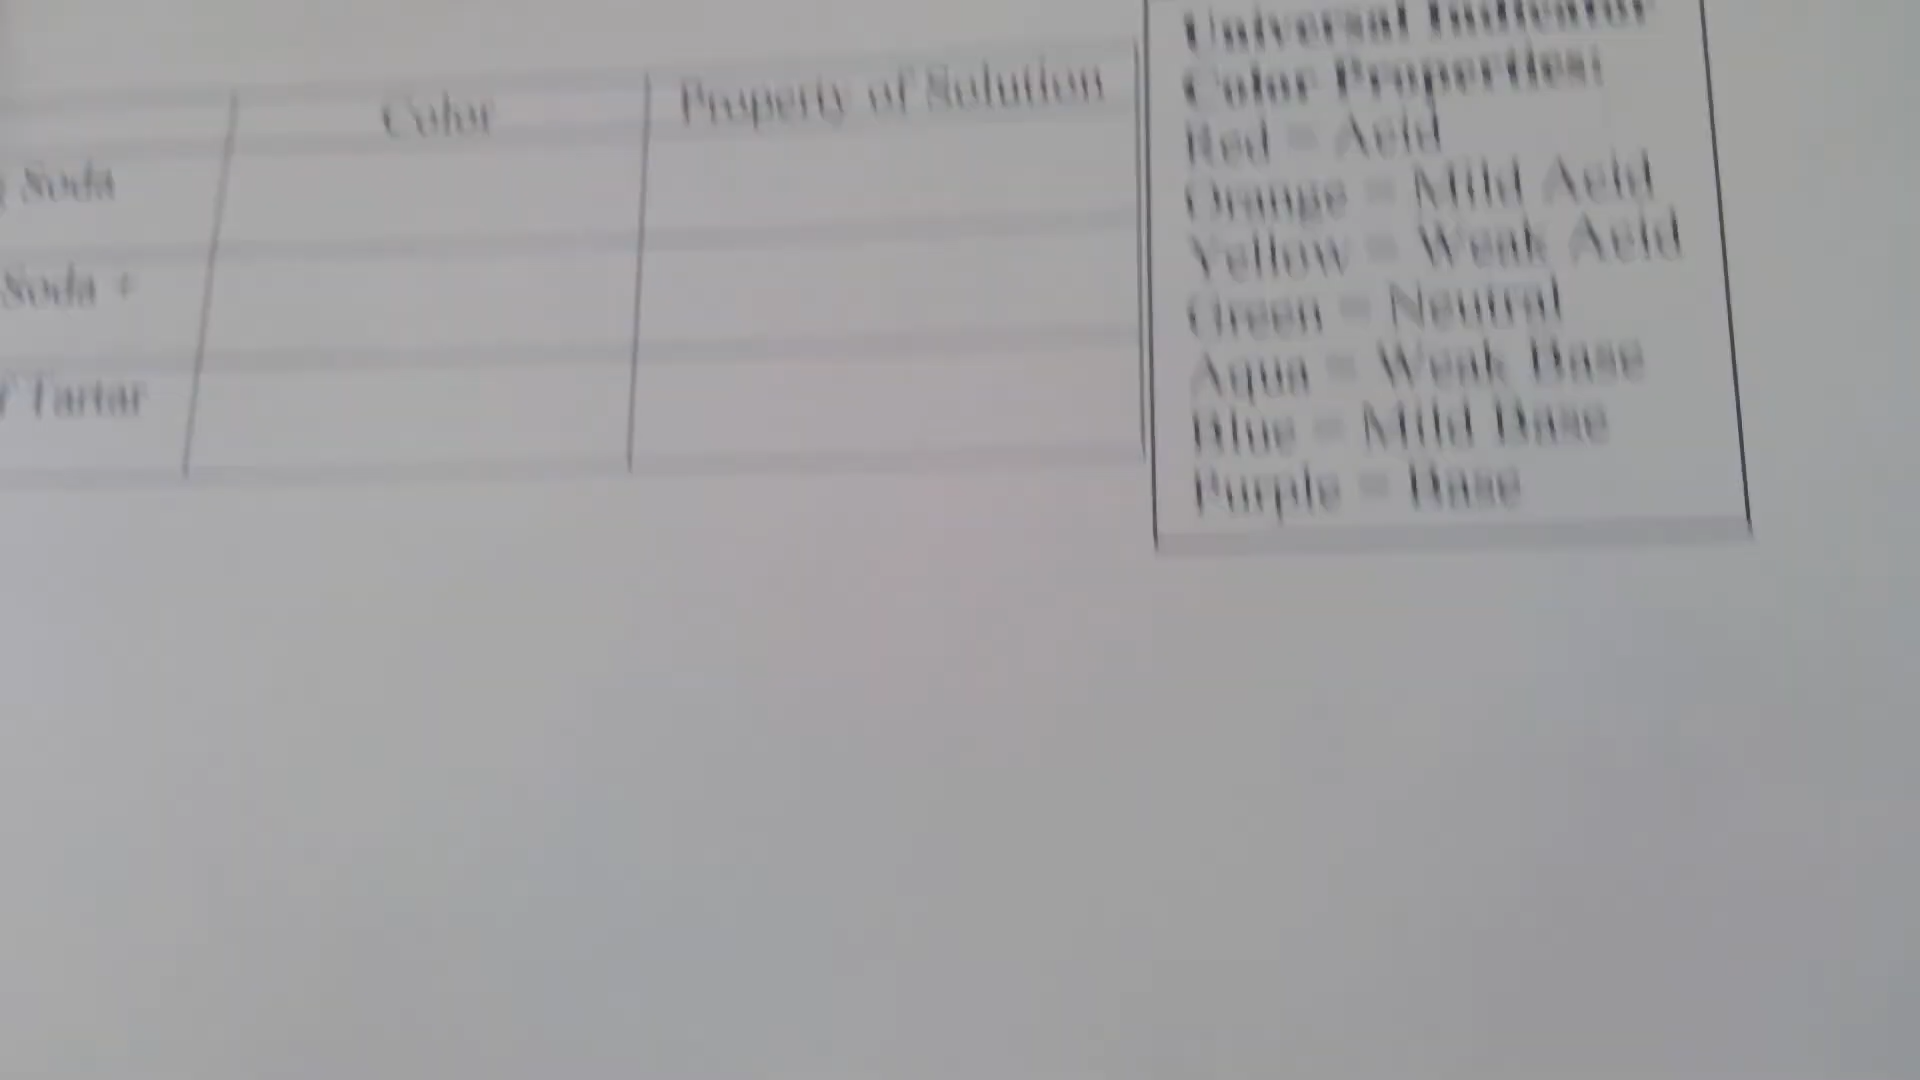 Color
Property of Solution
Soda
Soda +
Tartar
Universal Indicator
Color Properties:
Red = Acid
Orange = Mild Acid
Yellow = Weak Acid
Green = Neutral
Aqua = Weak Base
Blue = Mild Base
Purple = Base